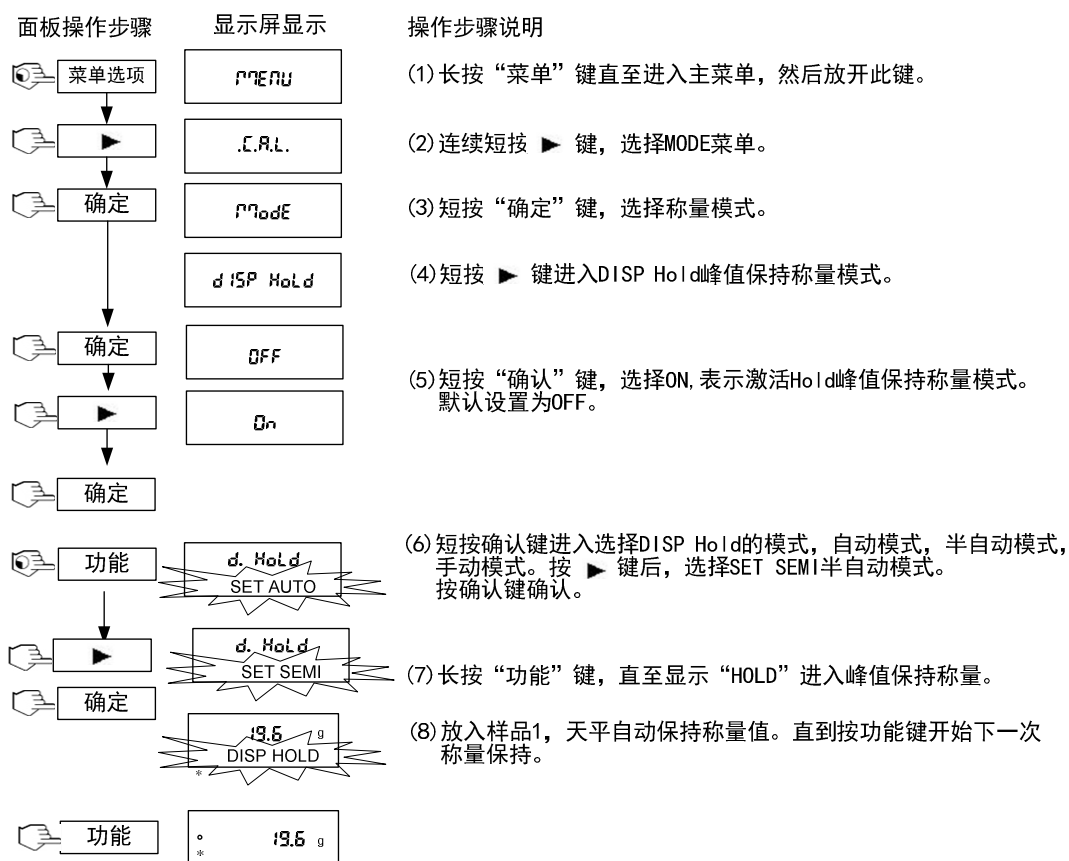 面板操作步骤 显示屏显示 操作步骤说明
菜单选项 MENU (1)长按“菜单”键直至进入主菜单，然后放开此键。
.C.A.L. (2)连续短按 ▶ 键，选择MODE菜单。
确定 ModE (3)短按“确定”键，选择称量模式。
dISP HoLd (4)短按 ▶ 键进入DISP Hold峰值保持称量模式。
确定 OFF
(5)短按“确认”键，选择ON,表示激活Hold峰值保持称量模式。
默认设置为OFF。
On
确定
功能 d. HoLd
SET AUTO
(6)短按确认键进入选择DISP Hold的模式，自动模式，半自动模式，
手动模式。按 ▶ 键后，选择SET SEMI半自动模式。
按确认键确认。
d. HoLd
SET SEMI
(7)长按“功能”键，直至显示“HOLD”进入峰值保持称量。
确定
19.6 g
DISP HOLD
*
(8)放入样品1，天平自动保持称量值。直到按功能键开始下一次
称量保持。
功能 19.6 g
*